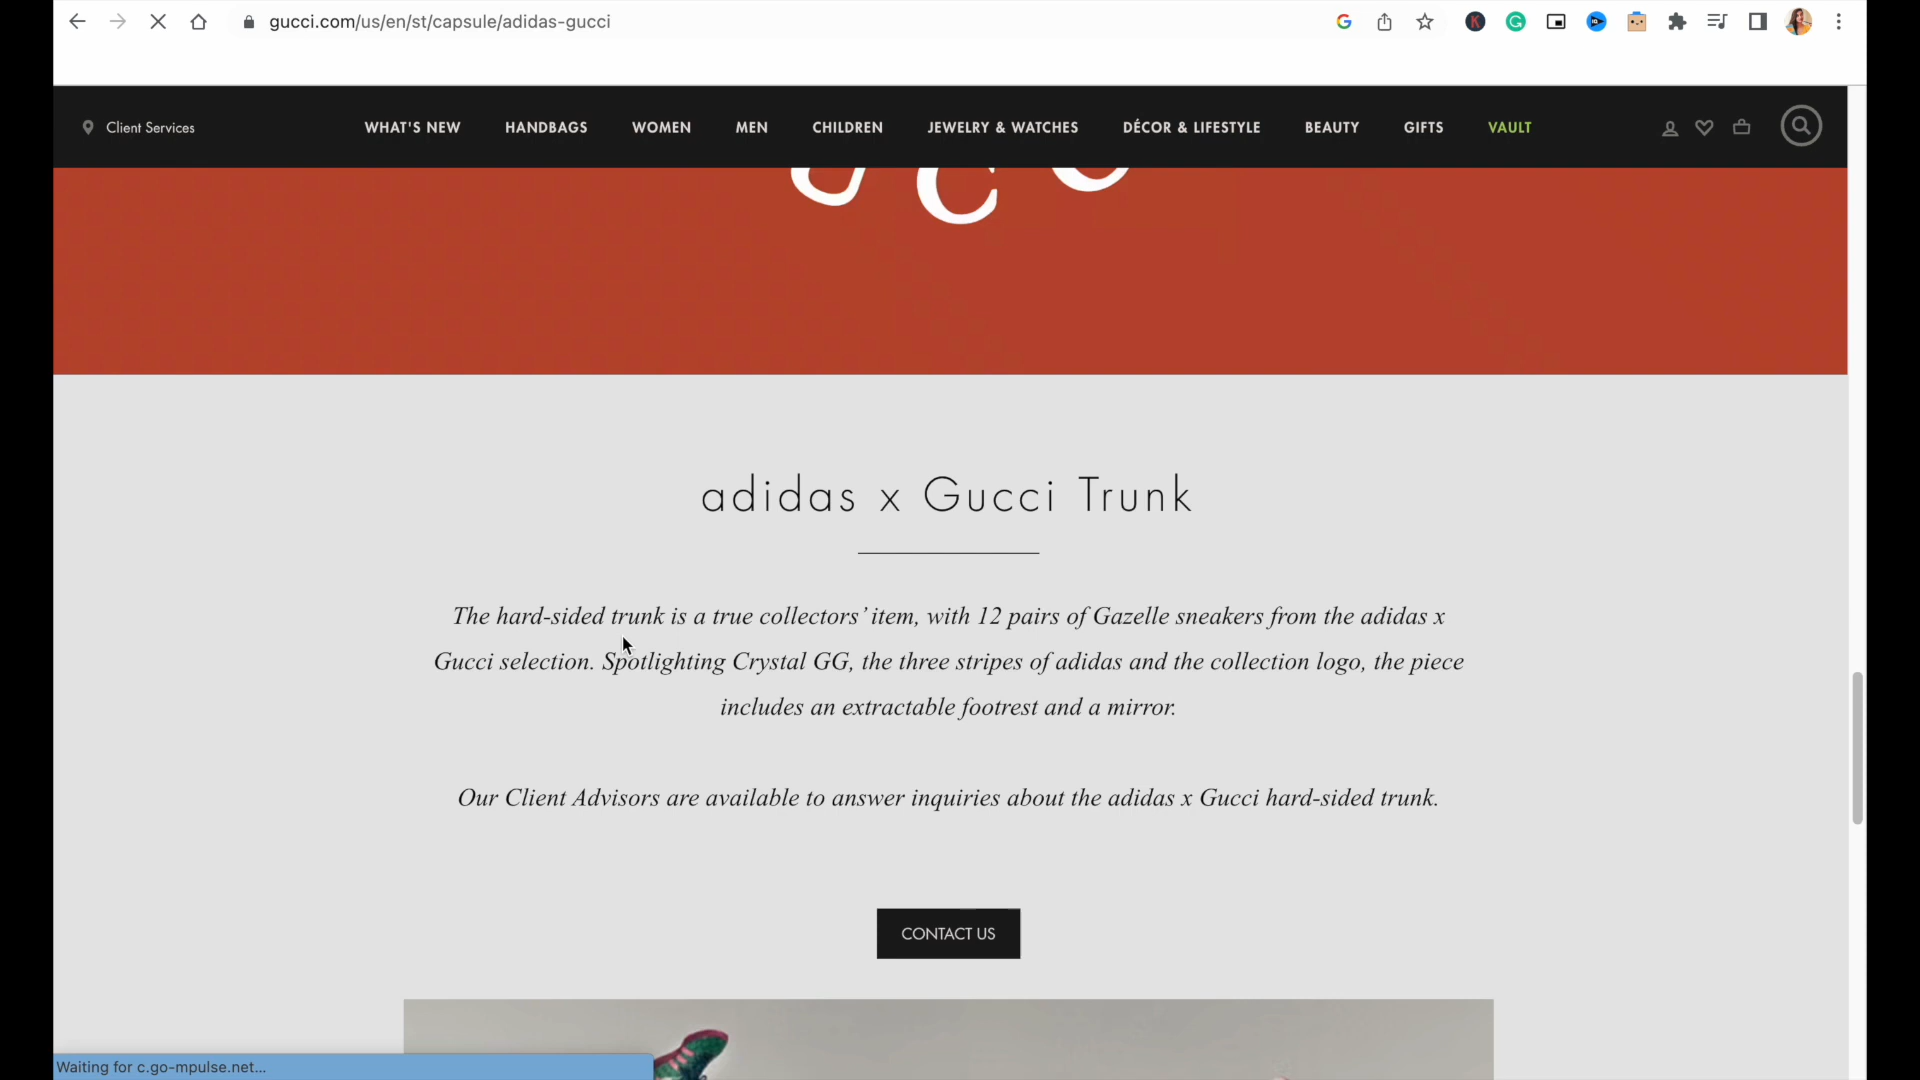 gucci.com/us/en/st/capsule/adidas-gucci
Client Services
WHAT'S NEW HANDBAGS WOMEN MEN CHILDREN JEWELRY & WATCHES DÉCOR & LIFESTYLE BEAUTY GIFTS VAULT
adidas x Gucci Trunk
The hard-sided trunk is a true collectors’ item, with 12 pairs of Gazelle sneakers from the adidas x
Gucci selection. Spotlighting Crystal GG, the three stripes of adidas and the collection logo, the piece
includes an extractable footrest and a mirror.
Our Client Advisors are available to answer inquiries about the adidas x Gucci hard-sided trunk.
CONTACT US
Waiting for c.go-mpulse.net...